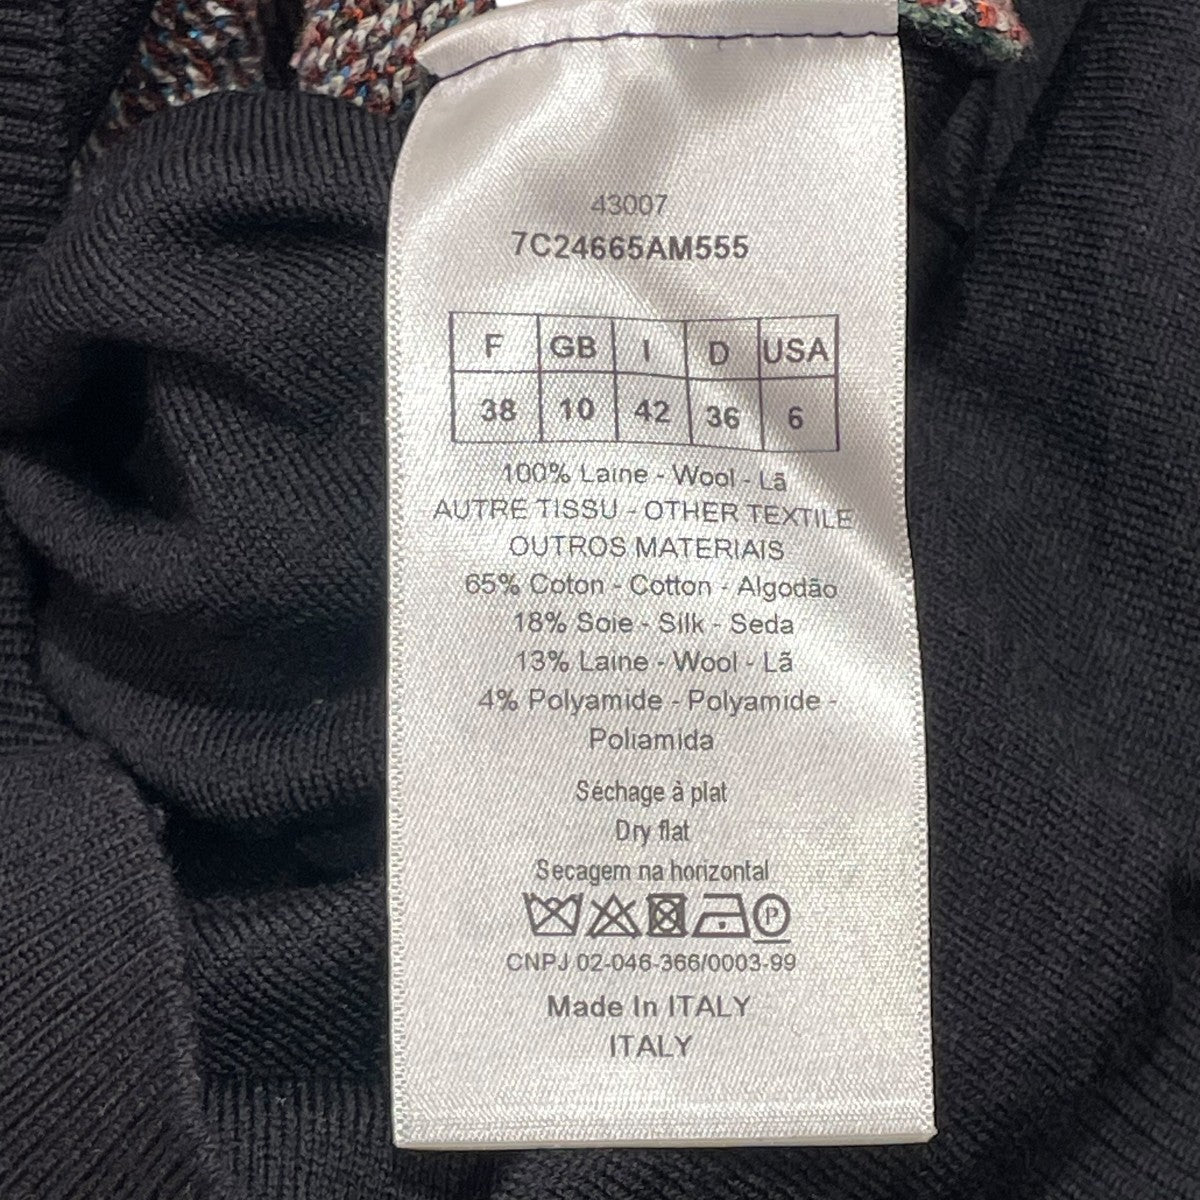 43007
7C24665AM555
F GB I D USA
38 10 42 36 6
100% Laine - Wool - Lã
AUTRE TISSU - OTHER TEXTILE
OUTROS MATERIAIS
65% Coton - Cotton - Algodão
18% Soie - Silk - Seda
13% Laine - Wool - Lã
4% Polyamide - Polyamide -
Poliamida
Séchage à plat
Dry flat
Secagem na horizontal
P
CNPJ 02-046-366/0003-99
Made In ITALY
ITALY